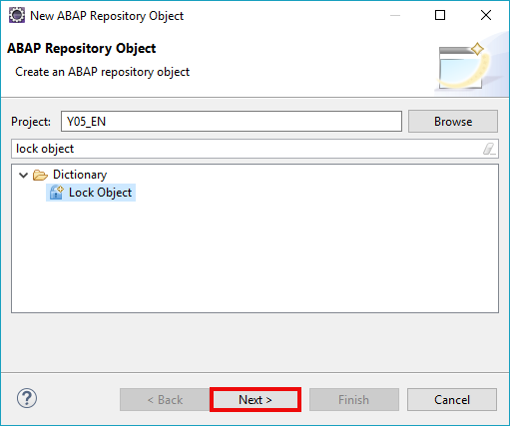 New ABAP Repository Object
ABAP Repository Object
Create an ABAP repository object
Project: Y05_EN Browse
lock object
Dictionary
Lock Object
? < Back Next > Finish Cancel